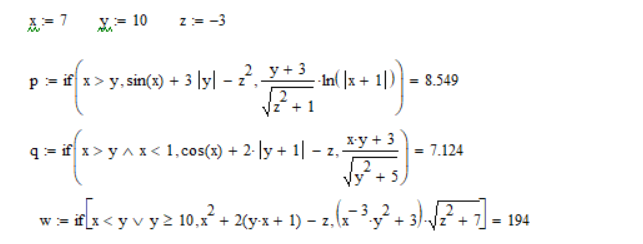 x := 7 y := 10 z := −3
p := if(x > y, sin(x) + 3 |y| − z², (y + 3)/√(z² + 1) · ln(|x + 1|)) = 8.549
q := if(x > y ∧ x < 1, cos(x) + 2·|y + 1| − z, (x·y + 3)/√(y² + 5)) = 7.124
w := if[x < y ∨ y ≥ 10, x² + 2(y·x + 1) − z, (x⁻³·y² + 3)·√(z² + 7)] = 194